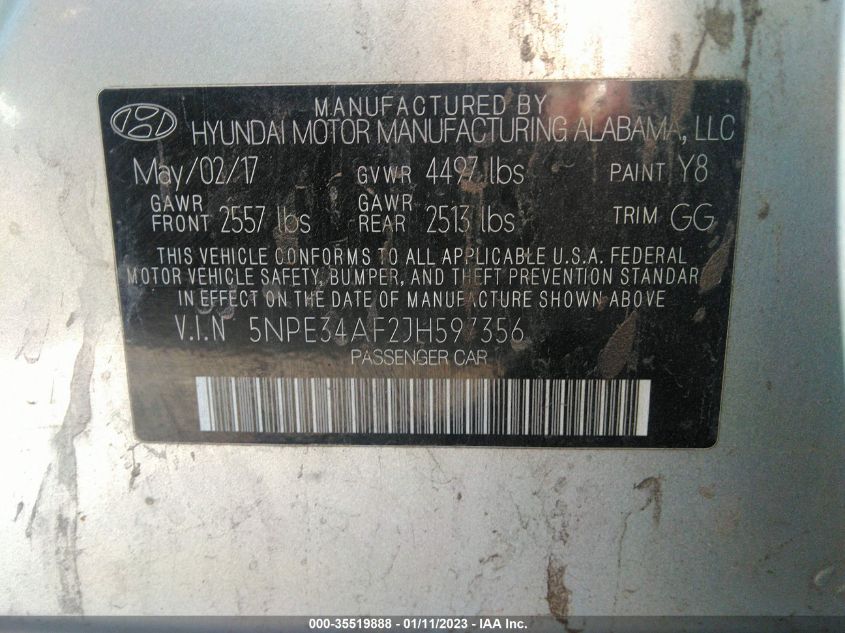 MANUFACTURED BY
HYUNDAI MOTOR MANUFACTURING ALABAMA, LLC
May/02/17 GVWR 4497 lbs PAINT Y8
GAWR FRONT 2557 lbs GAWR REAR 2513 lbs TRIM GG
THIS VEHICLE CONFORMS TO ALL APPLICABLE U.S.A. FEDERAL
MOTOR VEHICLE SAFETY, BUMPER, AND THEFT PREVENTION STANDAR
IN EFFECT ON THE DATE OF MANUFACTURE SHOWN ABOVE
V.I.N 5NPE34AF2JH597356
PASSENGER CAR
000-35519888 - 01/11/2023 - IAA Inc.